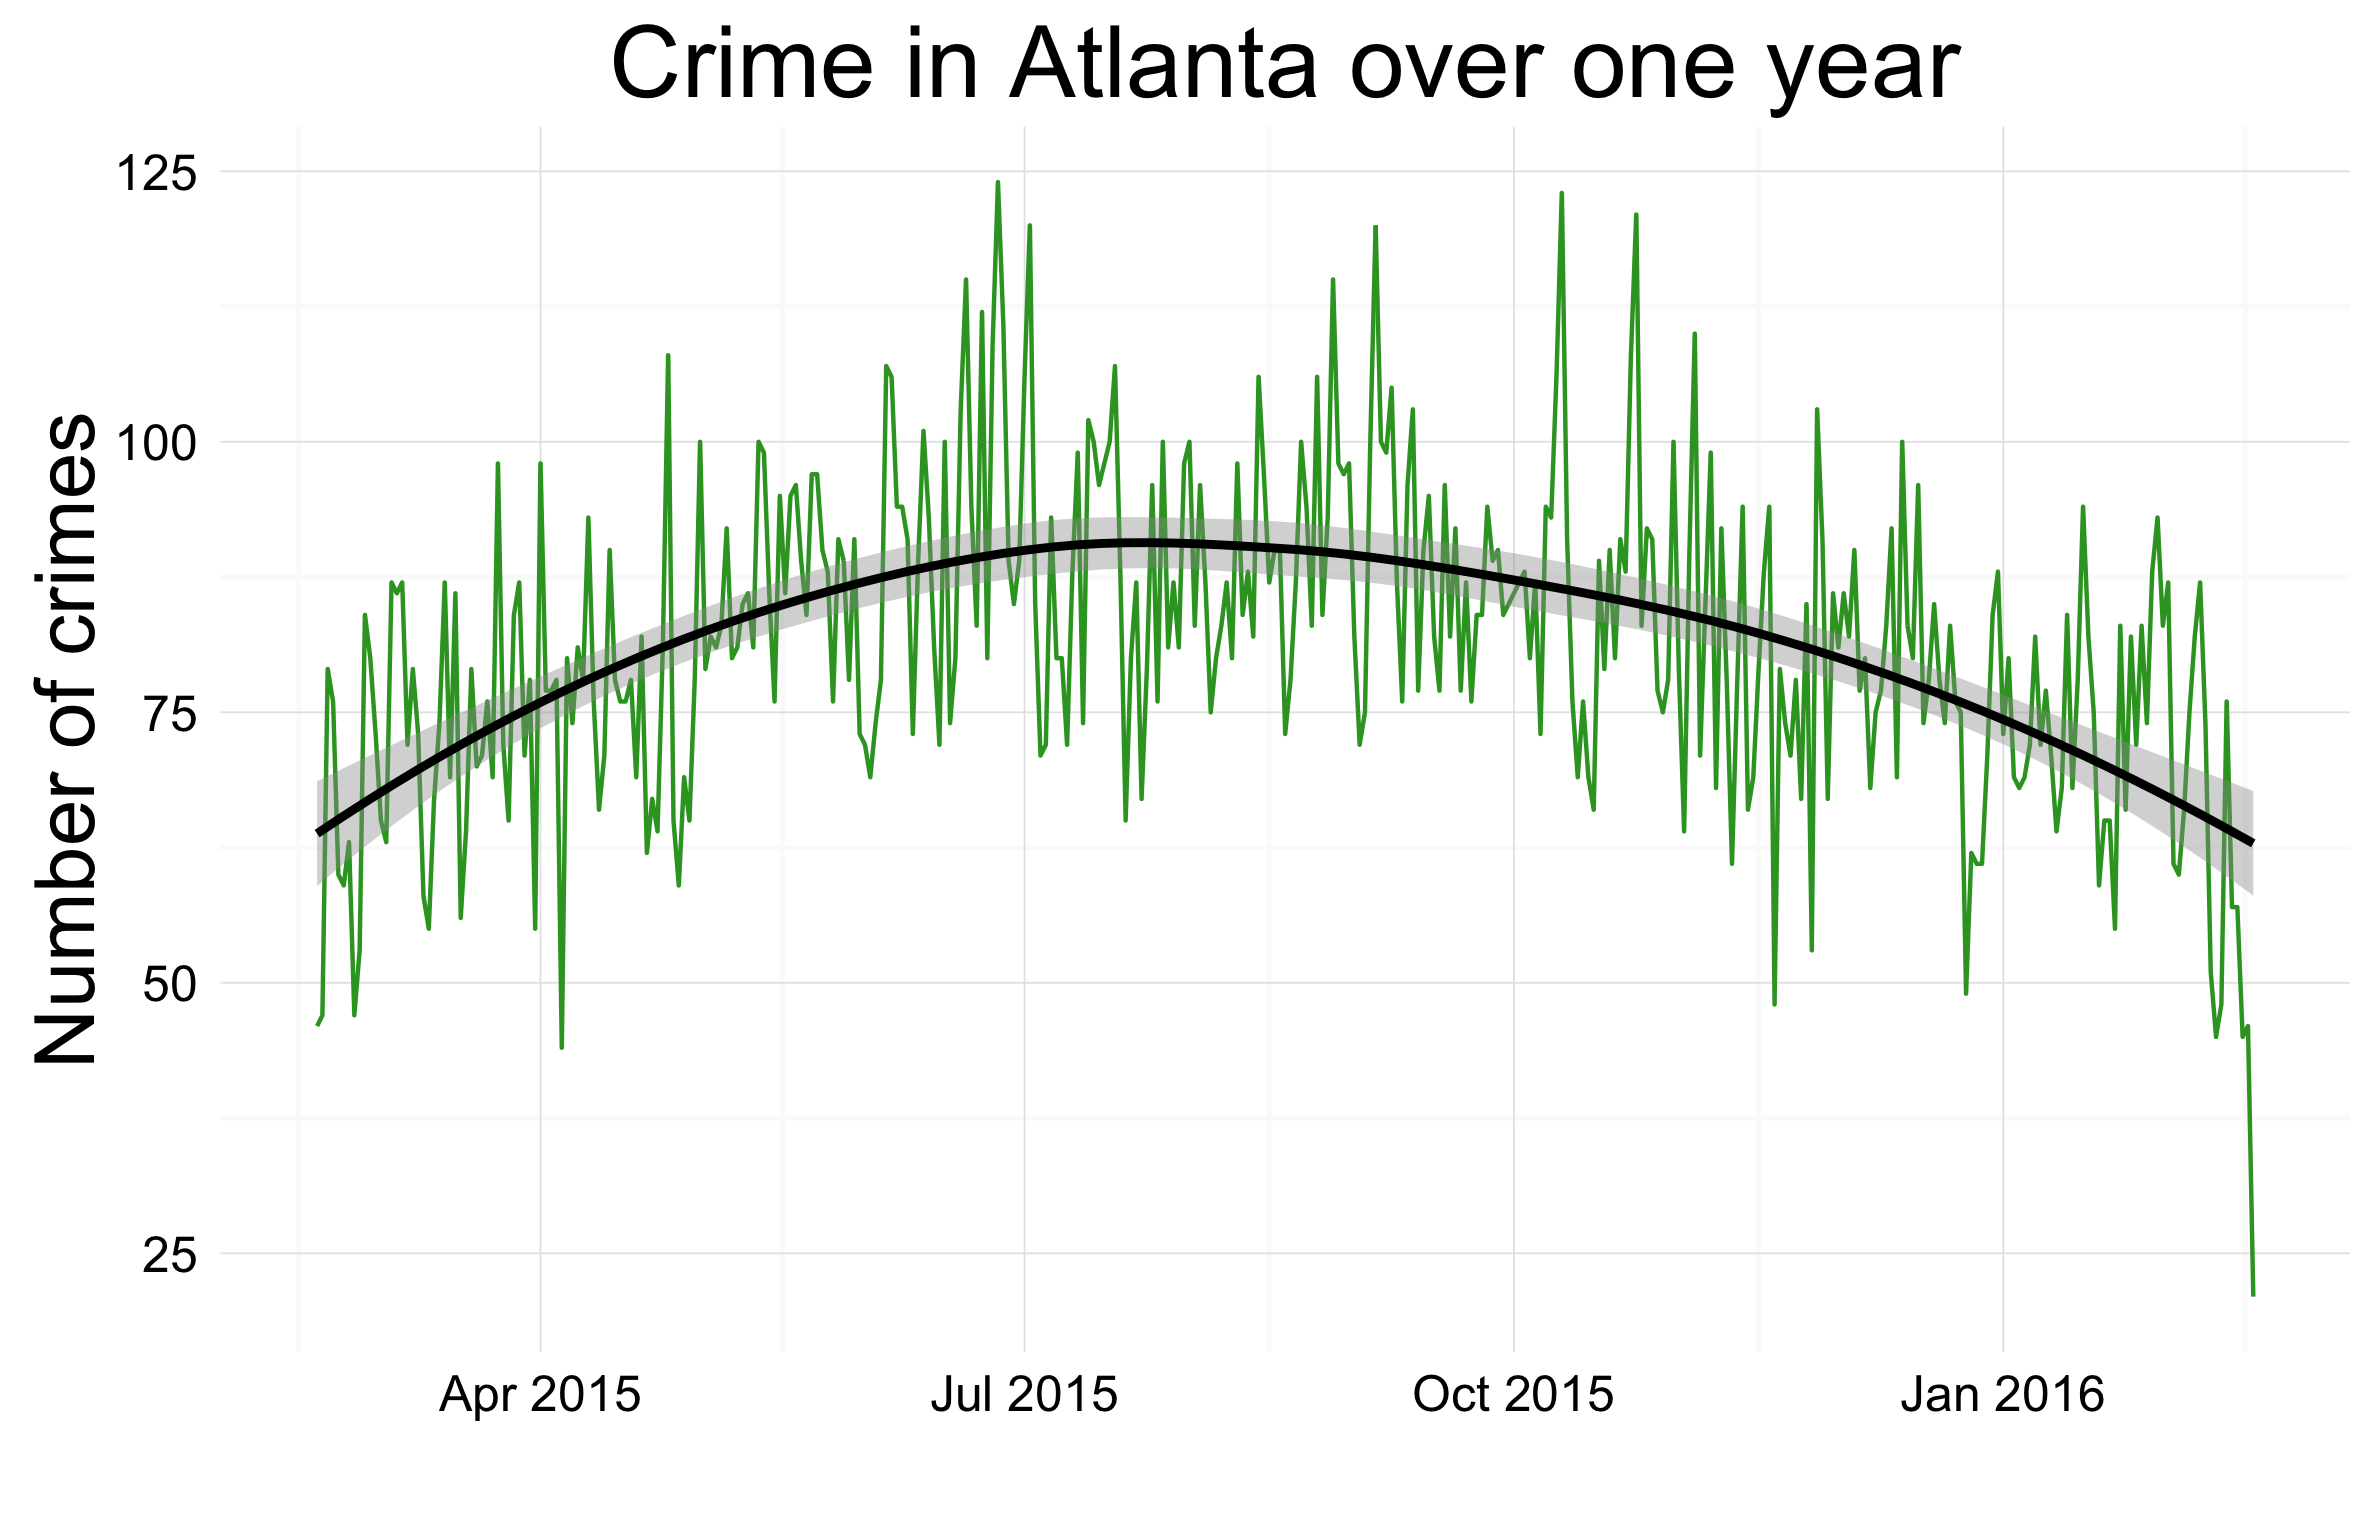 Crime in Atlanta over one year
Number of crimes
125
100
75
50
25
Apr 2015
Jul 2015
Oct 2015
Jan 2016